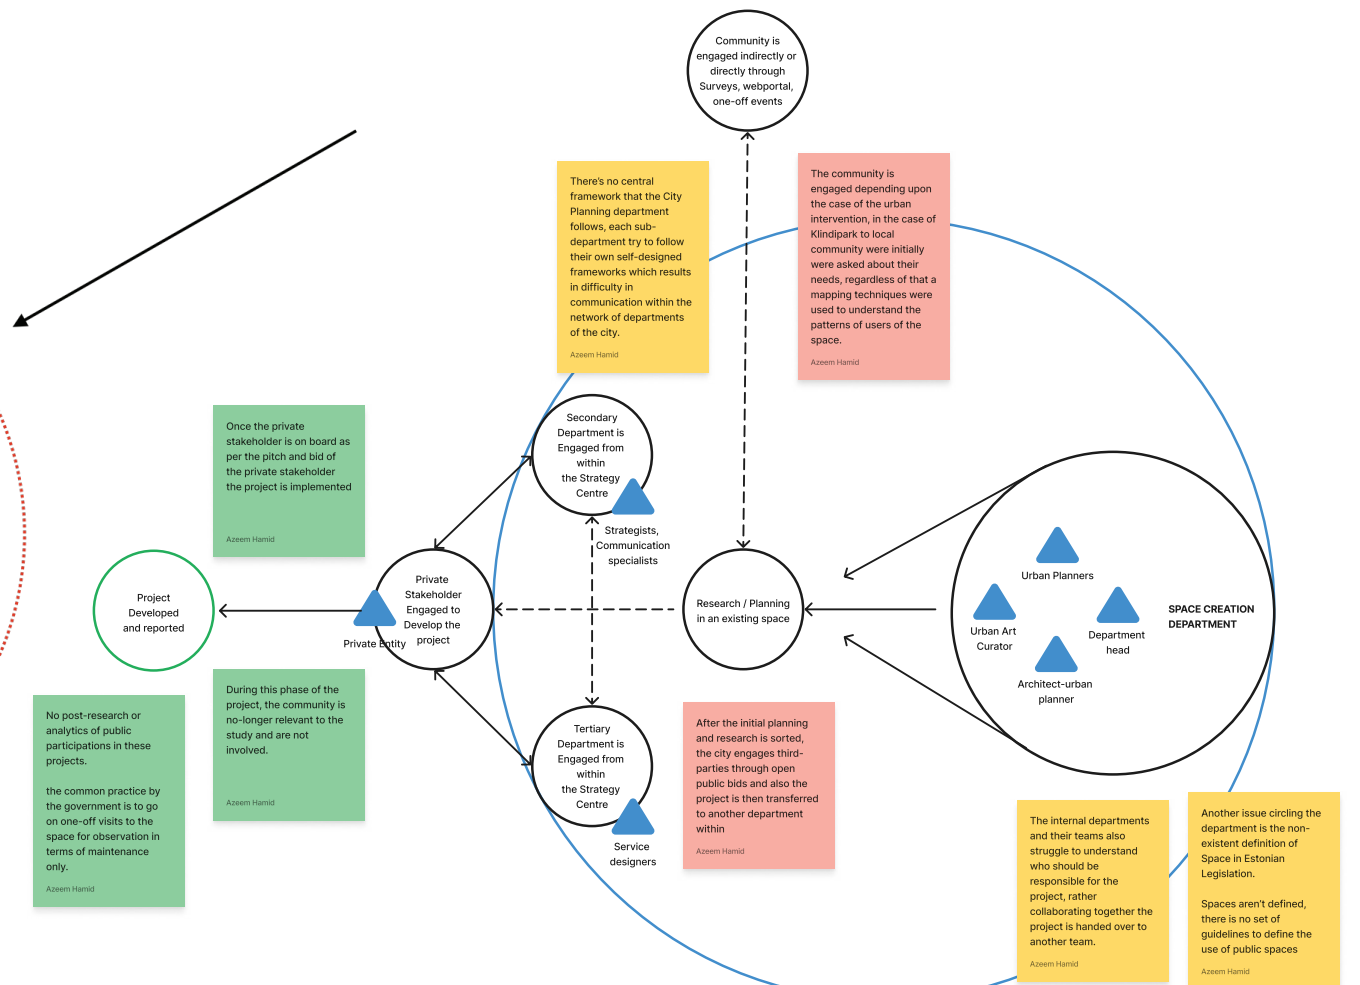 Community is
engaged indirectly or
directly through
Surveys, webportal,
one-off events
There's no central
framework that the City
Planning department
follows, each sub-
department try to follow
their own self-designed
frameworks which results
in difficulty in
communication within the
network of departments
of the city.
Azeem Hamid
The community is
engaged depending upon
the case of the urban
intervention, in the case of
Klindipark to local
community were initially
were asked about their
needs, regardless of that a
mapping techniques were
used to understand the
patterns of users of the
space.
Azeem Hamid
Once the private
stakeholder is on board as
per the pitch and bid of
the private stakeholder
the project is implemented
Azeem Hamid
Secondary
Department is
Engaged from
within
the Strategy
Centre
Strategists,
Communication
specialists
Project
Developed
and reported
Private
Stakeholder
Engaged to
Develop the
project
Private Entity
Research / Planning
in an existing space
Urban Planners
Urban Art
Curator
Department
head
Architect-urban
planner
SPACE CREATION
DEPARTMENT
No post-research or
analytics of public
participations in these
projects.
the common practice by
the government is to go
on one-off visits to the
space for observation in
terms of maintenance
only.
Azeem Hamid
During this phase of the
project, the community is
no-longer relevant to the
study and are not
involved.
Azeem Hamid
Tertiary
Department is
Engaged from
within
the Strategy
Centre
Service
designers
After the initial planning
and research is sorted,
the city engages third-
parties through open
public bids and also the
project is then transferred
to another department
within
Azeem Hamid
The internal departments
and their teams also
struggle to understand
who should be
responsible for the
project, rather
collaborating together the
project is handed over to
another team.
Azeem Hamid
Another issue circling the
department is the non-
existent definition of
Space in Estonian
Legislation.
Spaces aren't defined,
there is no set of
guidelines to define the
use of public spaces
Azeem Hamid